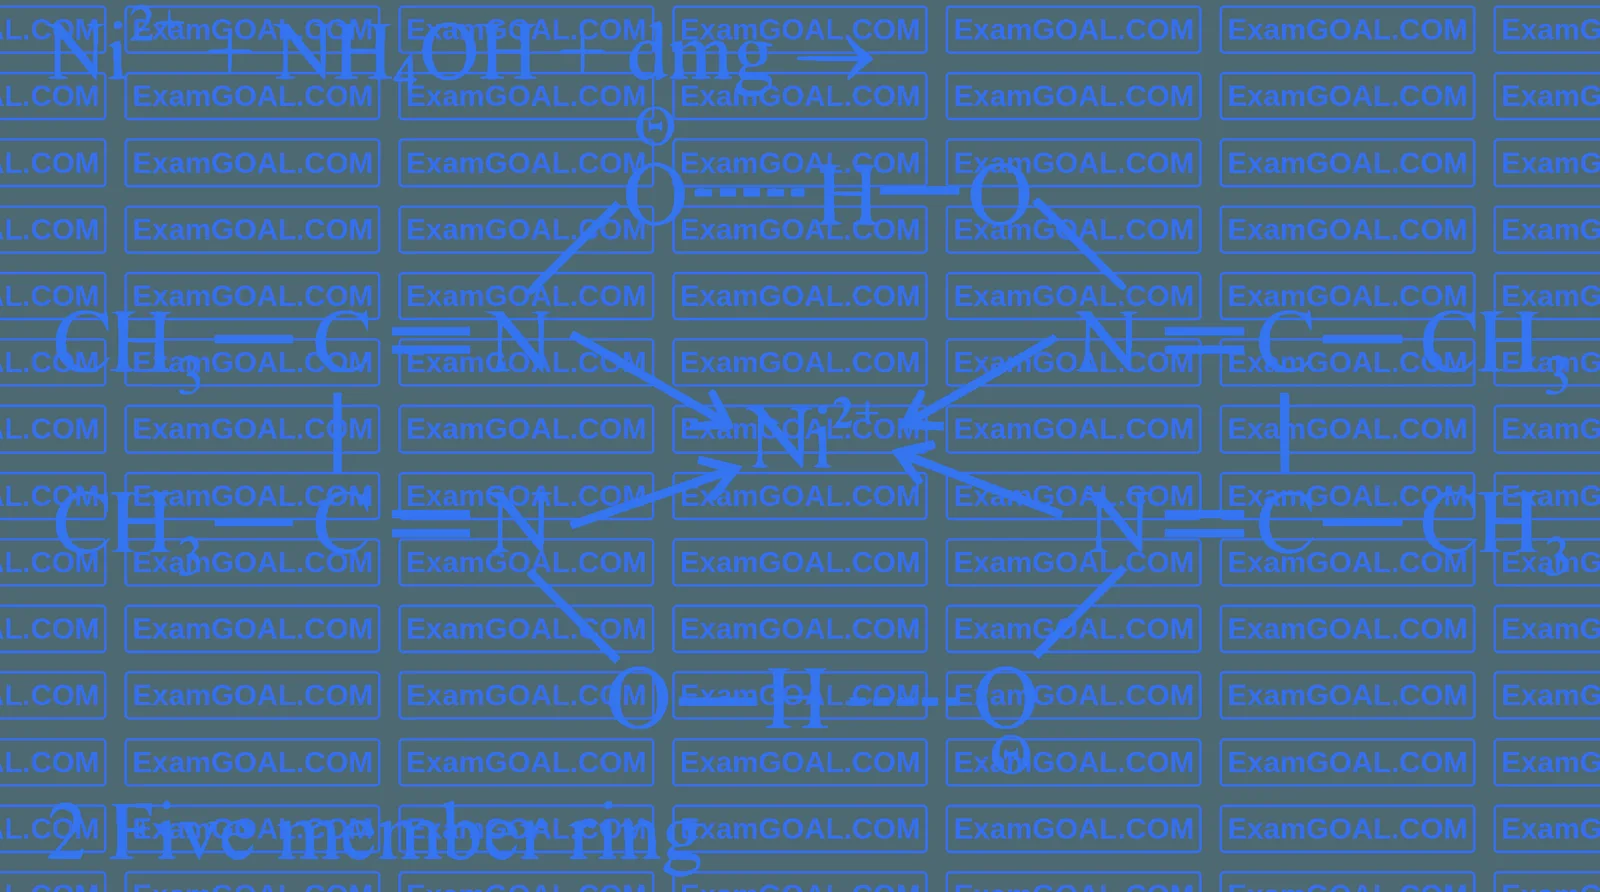 Ni²⁺ + NH₄OH + dmg →
Θ
O H — O
CH₃ — C = N N = C — CH₃
Ni²⁺
CH₃ — C = N N = C — CH₃
O — H O
Θ
2 Five member ring
ExamGOAL.COM